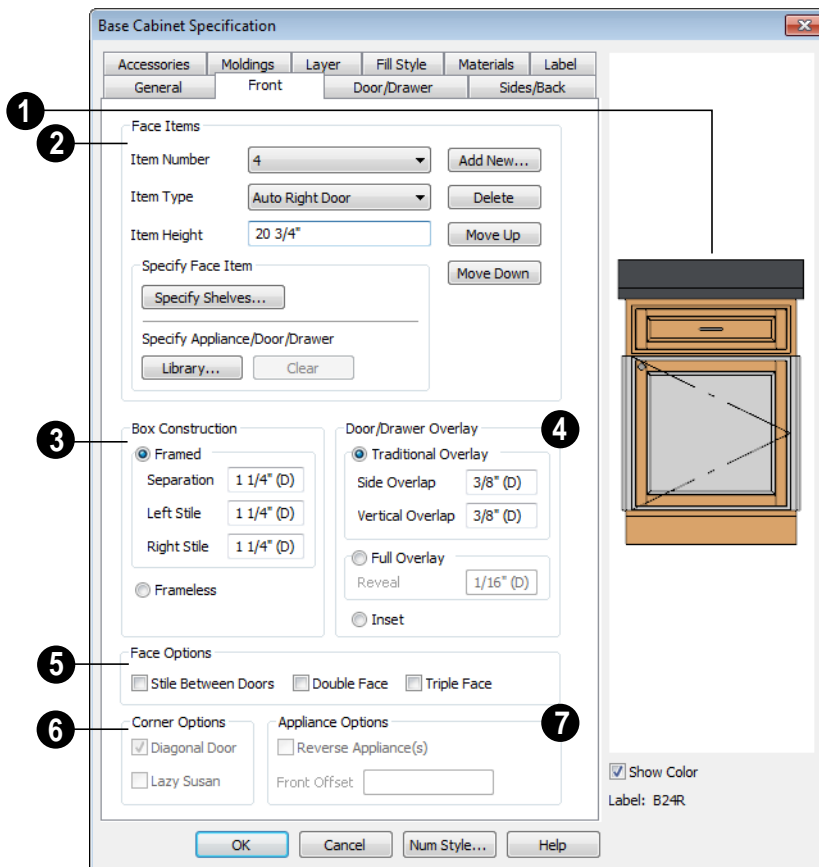 Base Cabinet Specification
Accessories Moldings Layer Fill Style Materials Label
General Front Door/Drawer Sides/Back
1
2
Face Items
Item Number 4 Add New...
Item Type Auto Right Door Delete
Item Height 20 3/4" Move Up
Move Down
Specify Face Item
Specify Shelves...
Specify Appliance/Door/Drawer
Library... Clear
3
Box Construction
Framed
Separation 1 1/4" (D)
Left Stile 1 1/4" (D)
Right Stile 1 1/4" (D)
Frameless
4
Door/Drawer Overlay
Traditional Overlay
Side Overlap 3/8" (D)
Vertical Overlap 3/8" (D)
Full Overlay
Reveal 1/16" (D)
Inset
5
Face Options
Stile Between Doors Double Face Triple Face
6
Corner Options
Diagonal Door
Lazy Susan
7
Appliance Options
Reverse Appliance(s)
Front Offset
Show Color
Label: B24R
OK Cancel Num Style... Help